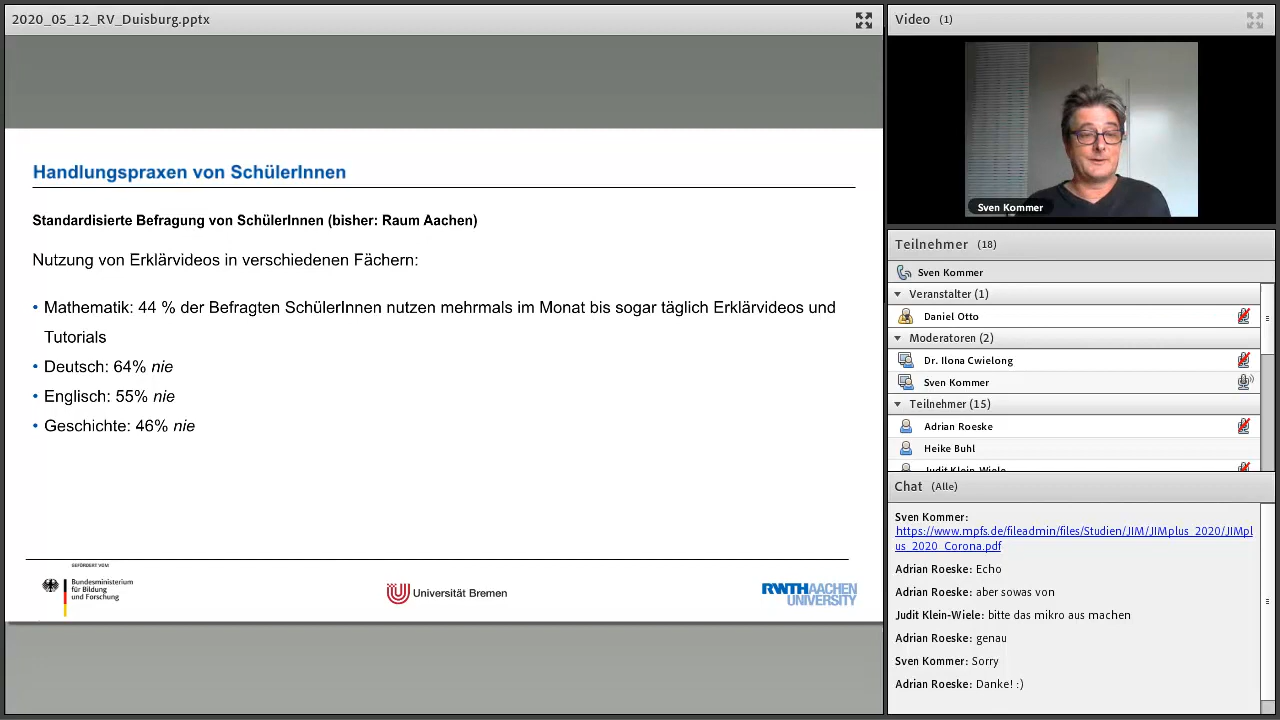 2020_05_12_RV_Duisburg.pptx
Handlungspraxen von SchülerInnen
Standardisierte Befragung von SchülerInnen (bisher: Raum Aachen)
Nutzung von Erklärvideos in verschiedenen Fächern:
• Mathematik: 44 % der Befragten SchülerInnen nutzen mehrmals im Monat bis sogar täglich Erklärvideos und
Tutorials
• Deutsch: 64% nie
• Englisch: 55% nie
• Geschichte: 46% nie
GEFÖRDERT VOM
Bundesministerium
für Bildung
und Forschung
Universität Bremen
RWTHAACHEN
UNIVERSITY
Video (1)
Sven Kommer
Teilnehmer (18)
Sven Kommer
Veranstalter (1)
Daniel Otto
Moderatoren (2)
Dr. Ilona Cwielong
Sven Kommer
Teilnehmer (15)
Adrian Roeske
Heike Buhl
Judit Klein-Wiele
Chat (Alle)
Sven Kommer:
https://www.mpfs.de/fileadmin/files/Studien/JIM/JIMplus_2020/JIMpl
us_2020_Corona.pdf
Adrian Roeske: Echo
Adrian Roeske: aber sowas von
Judit Klein-Wiele: bitte das mikro aus machen
Adrian Roeske: genau
Sven Kommer: Sorry
Adrian Roeske: Danke! :)